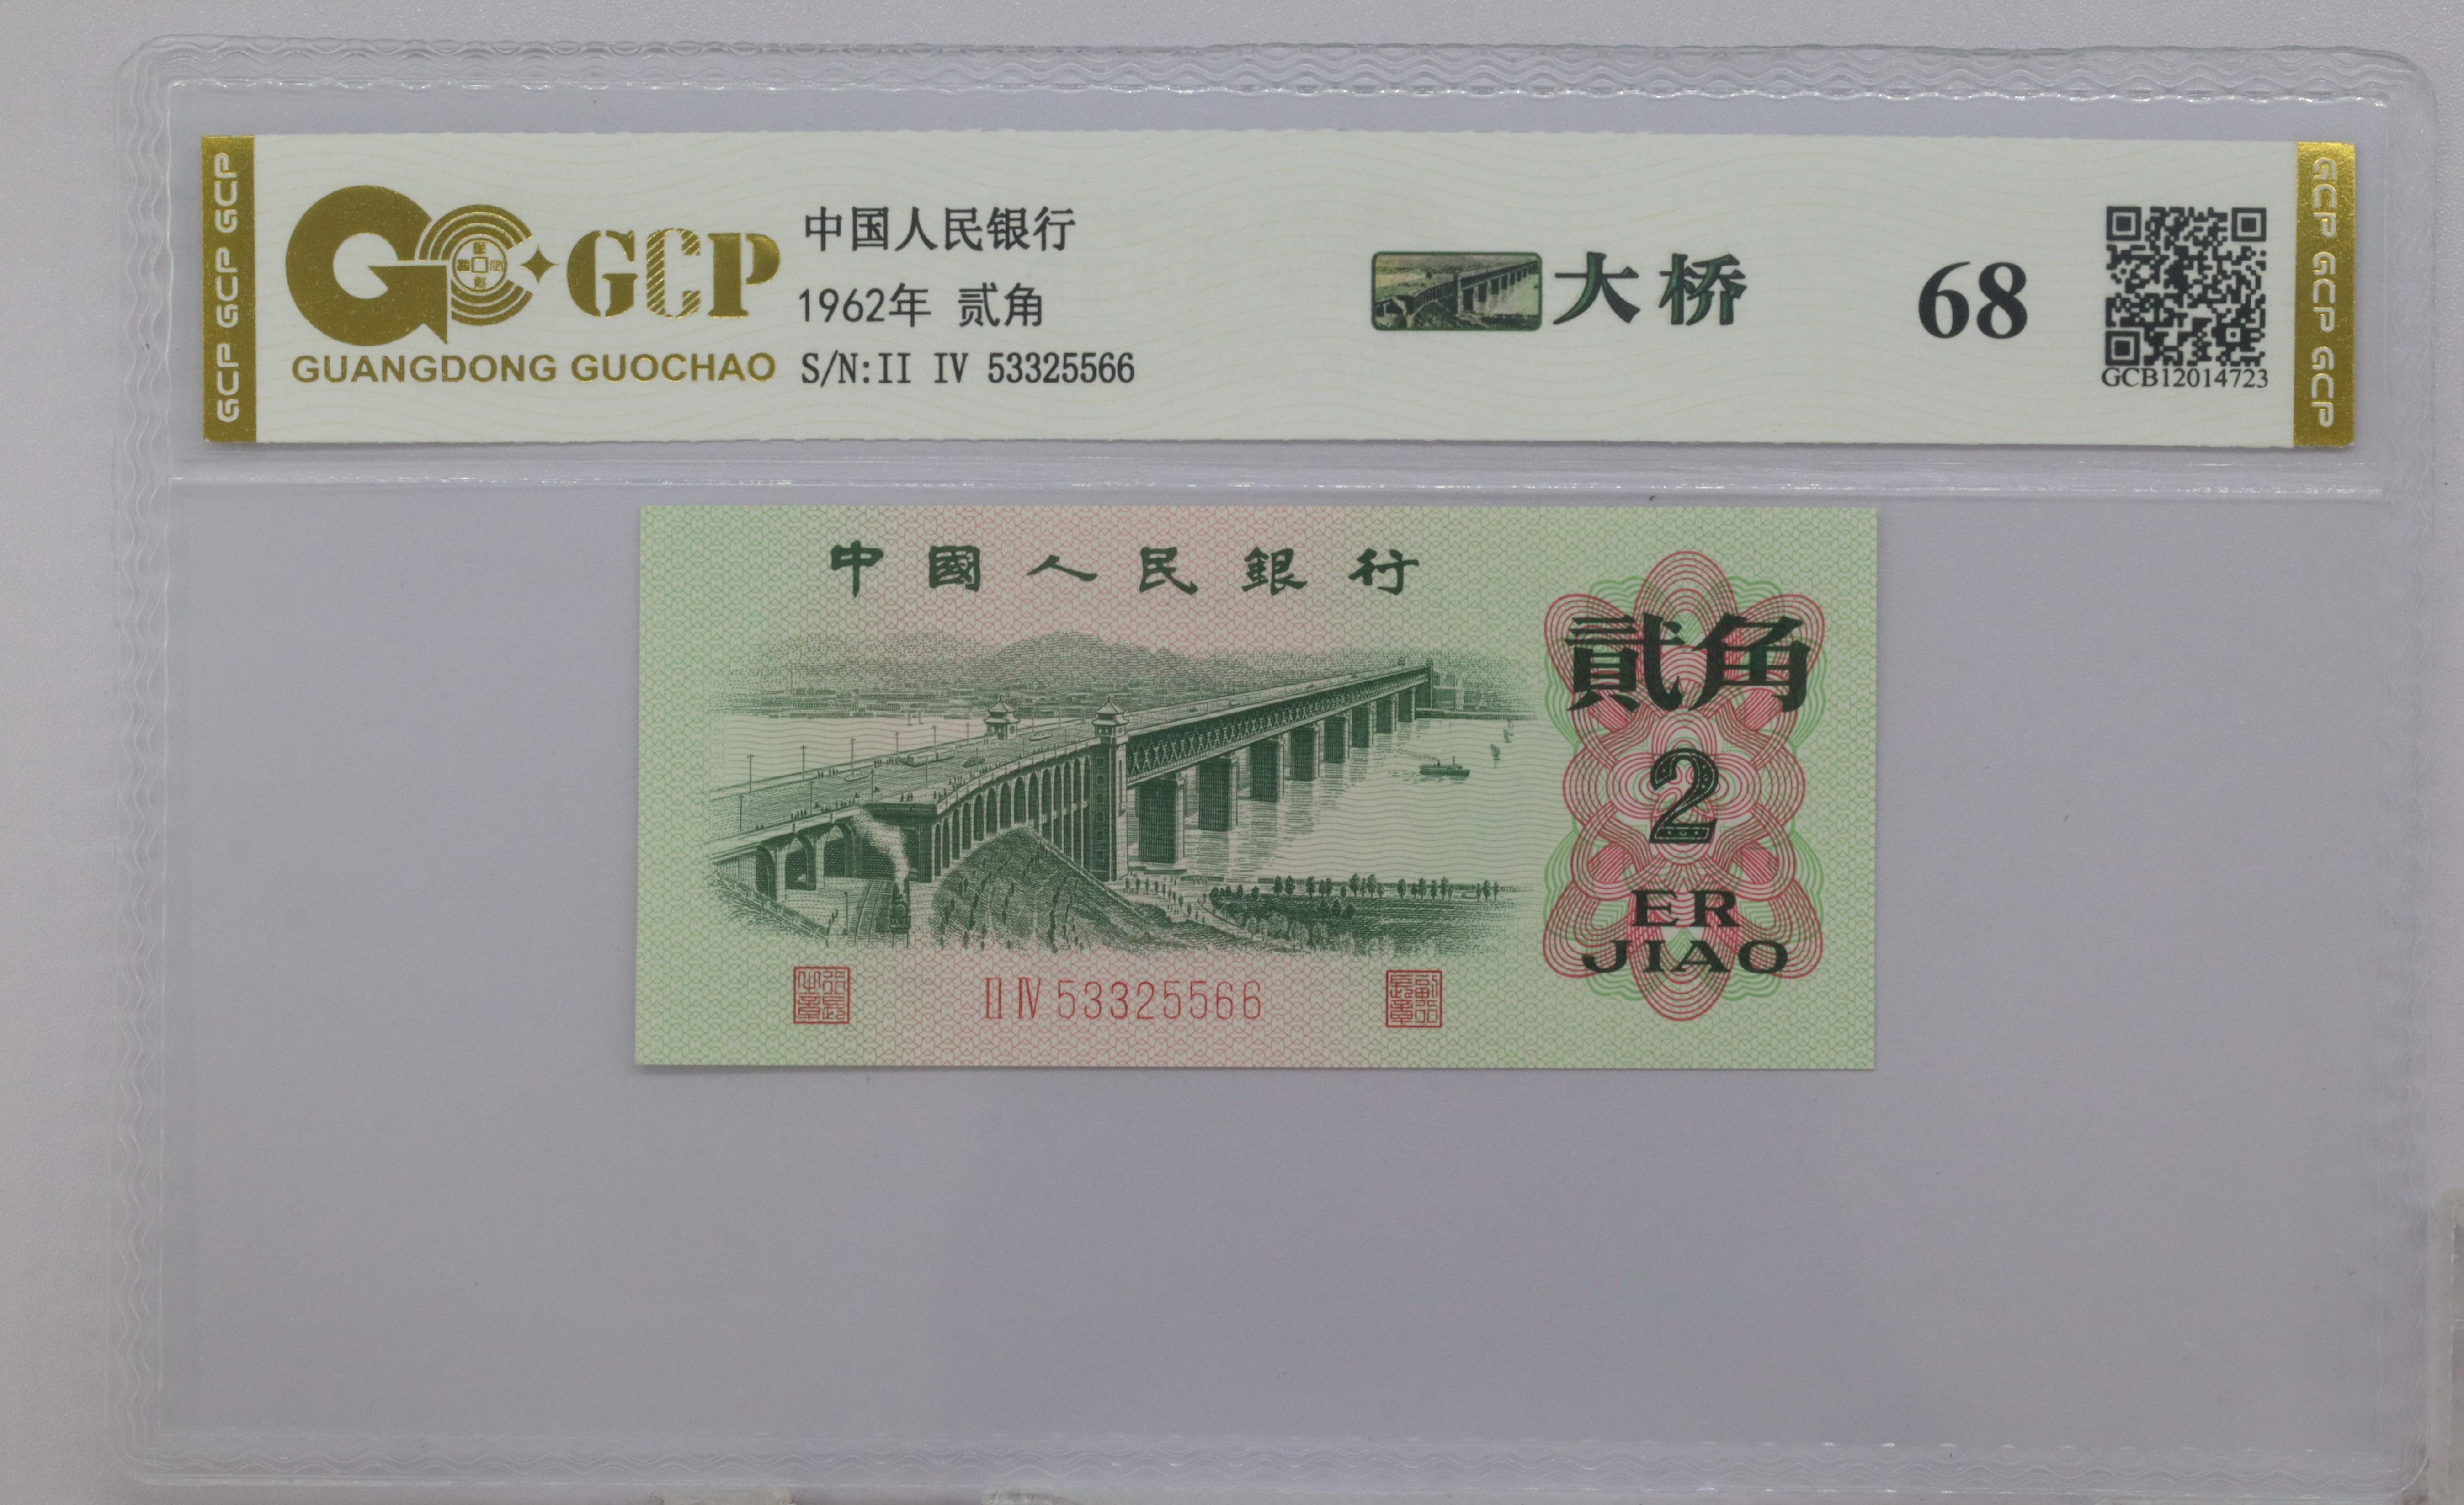 GCP GCP GCP
GCP
GUANGDONG GUOCHAO
中国人民银行
1962年 贰角
S/N:II IV 53325566
大桥
68
GCB12014723
GCP GCP GCP
中國人民銀行
貳角
2
ER
JIAO
II IV 53325566